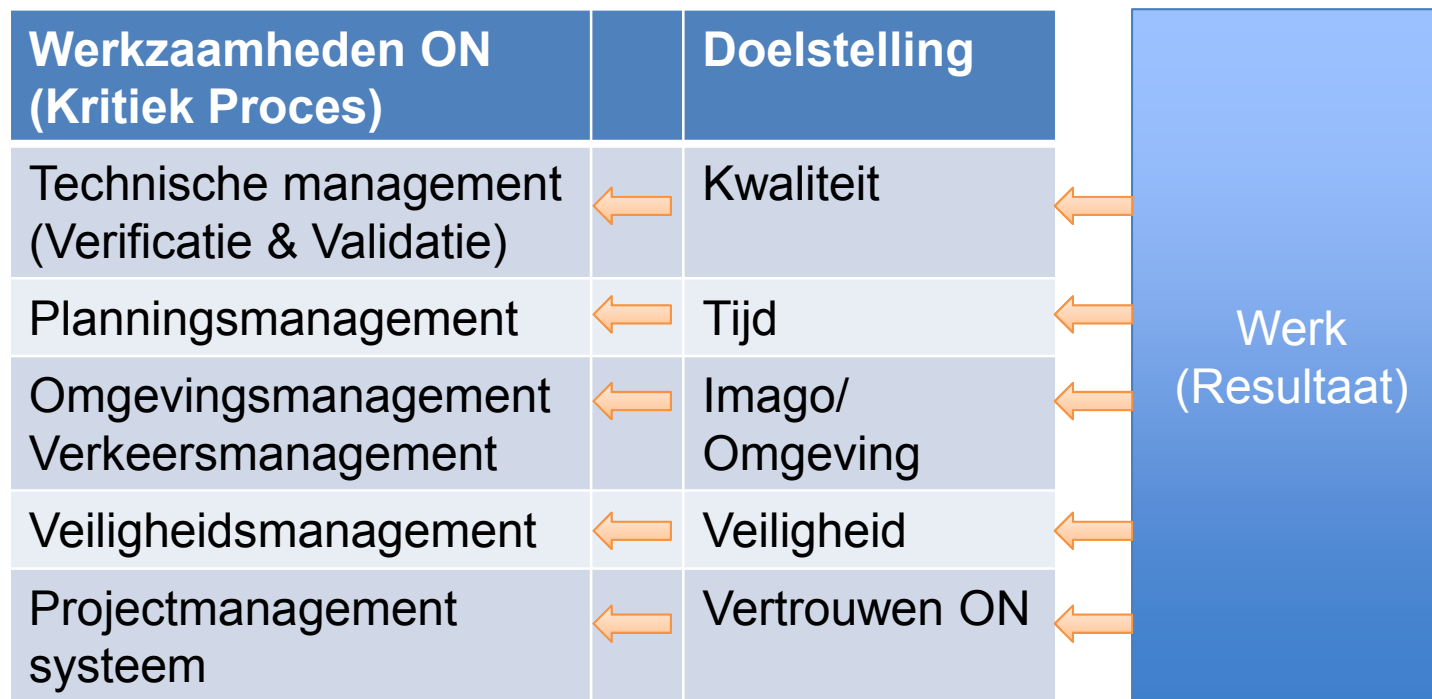 Werkzaamheden ON
(Kritiek Proces)
Doelstelling
Technische management
(Verificatie & Validatie)
Kwaliteit
Planningsmanagement
Tijd
Omgevingsmanagement
Verkeersmanagement
Imago/
Omgeving
Veiligheidsmanagement
Veiligheid
Projectmanagement
systeem
Vertrouwen ON
Werk
(Resultaat)